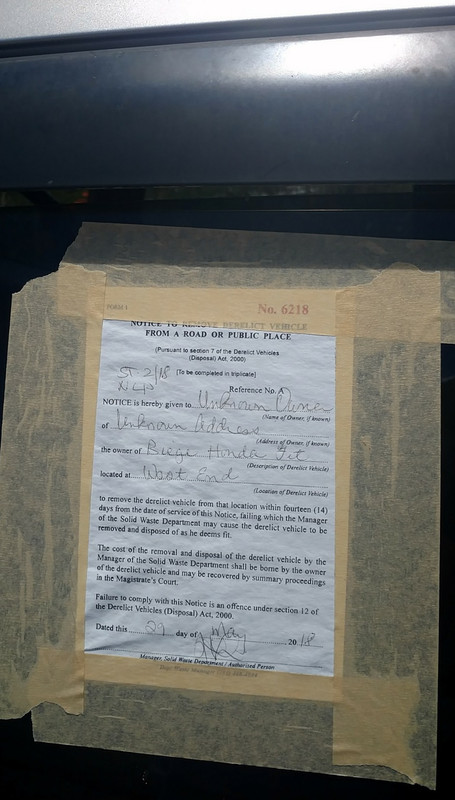 FORM 1
No. 6218
NOTICE TO REMOVE DERELICT VEHICLE
FROM A ROAD OR PUBLIC PLACE
(Pursuant to section 7 of the Derelict Vehicles
(Disposal) Act, 2000)
ST 2/18 [To be completed in triplicate]
Reference No. A
NOTICE is hereby given to Unknown Owner
(Name of Owner, if known)
of Unknown Address
(Address of Owner, if known)
the owner of Biege Honda Fit
(Description of Derelict Vehicle)
located at West End
(Location of Derelict Vehicle)
to remove the derelict vehicle from that location within fourteen (14)
days from the date of service of this Notice, failing which the Manager
of the Solid Waste Department may cause the derelict vehicle to be
removed and disposed of as he deems fit.
The cost of the removal and disposal of the derelict vehicle by the
Manager of the Solid Waste Department shall be borne by the owner
of the derelict vehicle and may be recovered by summary proceedings
in the Magistrate's Court.
Failure to comply with this Notice is an offence under section 12 of
the Derelict Vehicles (Disposal) Act, 2000.
Dated this 29 day of May 20 18
Manager, Solid Waste Department / Authorized Person